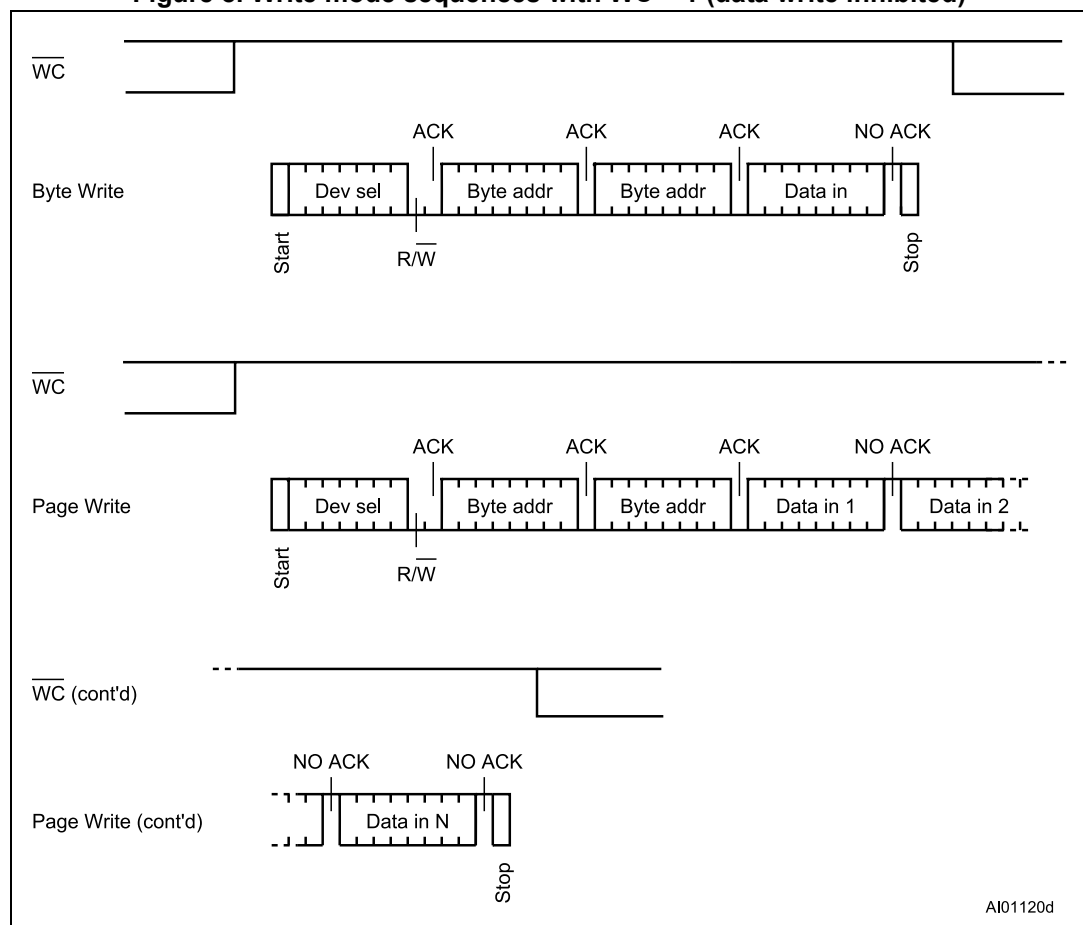 Figure 8. Write mode sequences with WC = 1 (data write inhibited)
WC
ACK ACK ACK NO ACK
Byte Write
Dev sel Byte addr Byte addr Data in
Start
R/W
Stop
WC
ACK ACK ACK NO ACK
Page Write
Dev sel Byte addr Byte addr Data in 1 Data in 2
Start
R/W
WC (cont'd)
NO ACK NO ACK
Page Write (cont'd)
Data in N
Stop
AI01120d